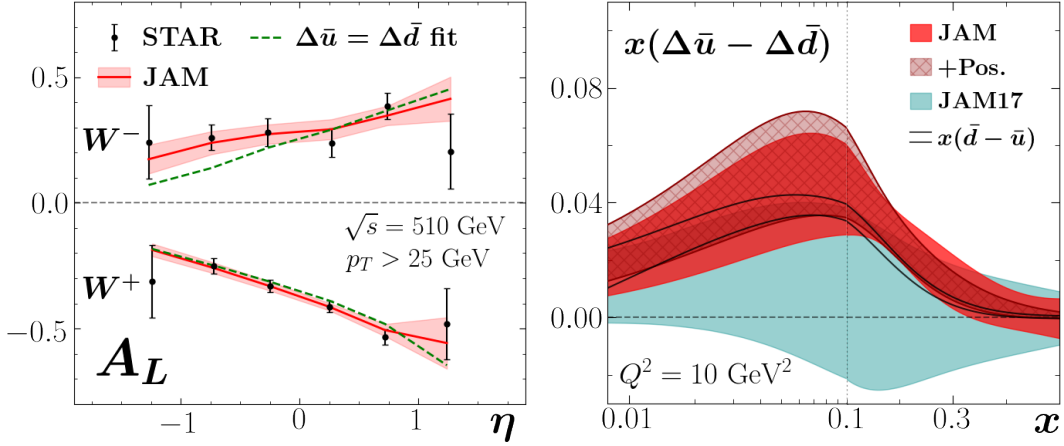 STAR
JAM
Δū = Δd̄ fit
0.5
0.0
−0.5
W⁻
W⁺
√s = 510 GeV
p_T > 25 GeV
A_L
−1
0
1
η
x(Δū − Δd̄)
JAM
+Pos.
JAM17
x(d̄ − ū)
0.08
0.04
0.00
Q² = 10 GeV²
0.01
0.1
0.3
x